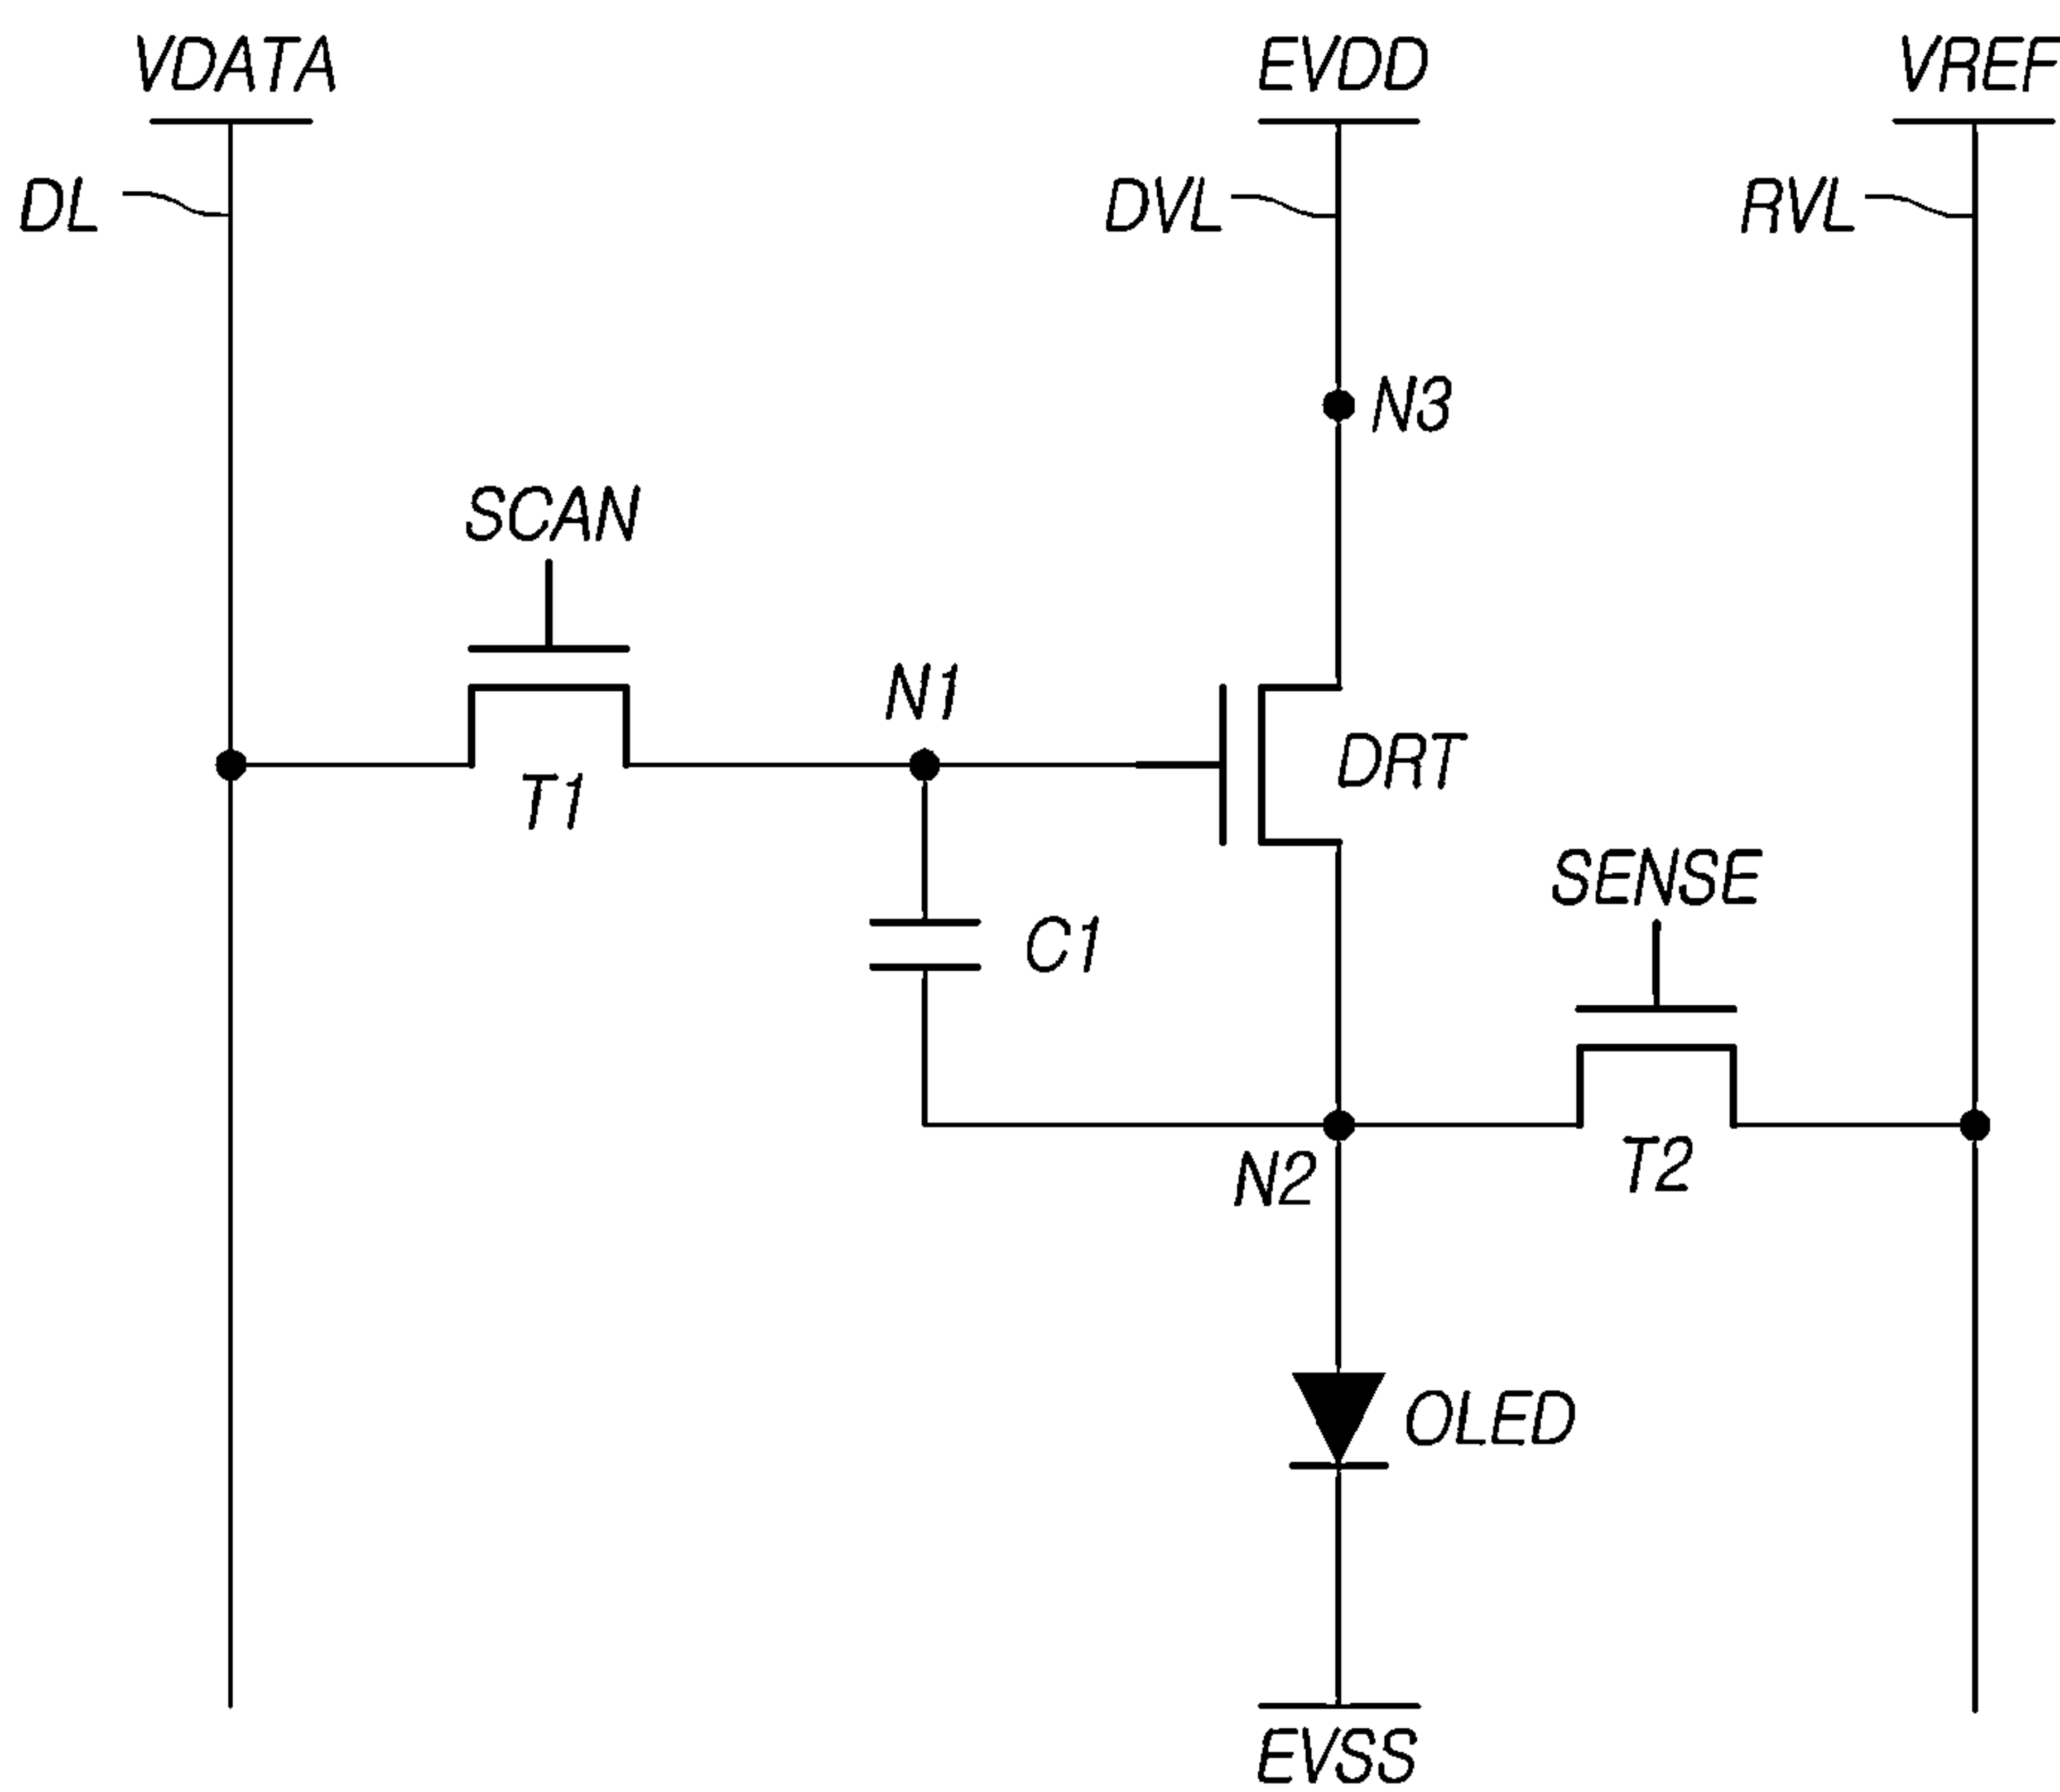 VDATA
EVDD
VREF
DL
DVL
RVL
N3
SCAN
N1
DRT
T1
SENSE
C1
N2
T2
OLED
EVSS